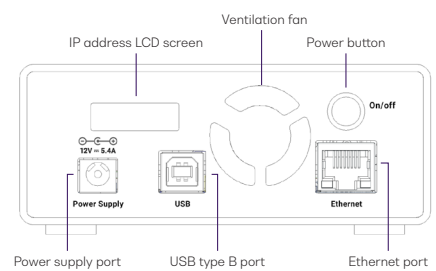 Ventilation fan
IP address LCD screen
Power button
On/off
12V ⎓ 5.4A
Power Supply
USB
Ethernet
Power supply port
USB type B port
Ethernet port